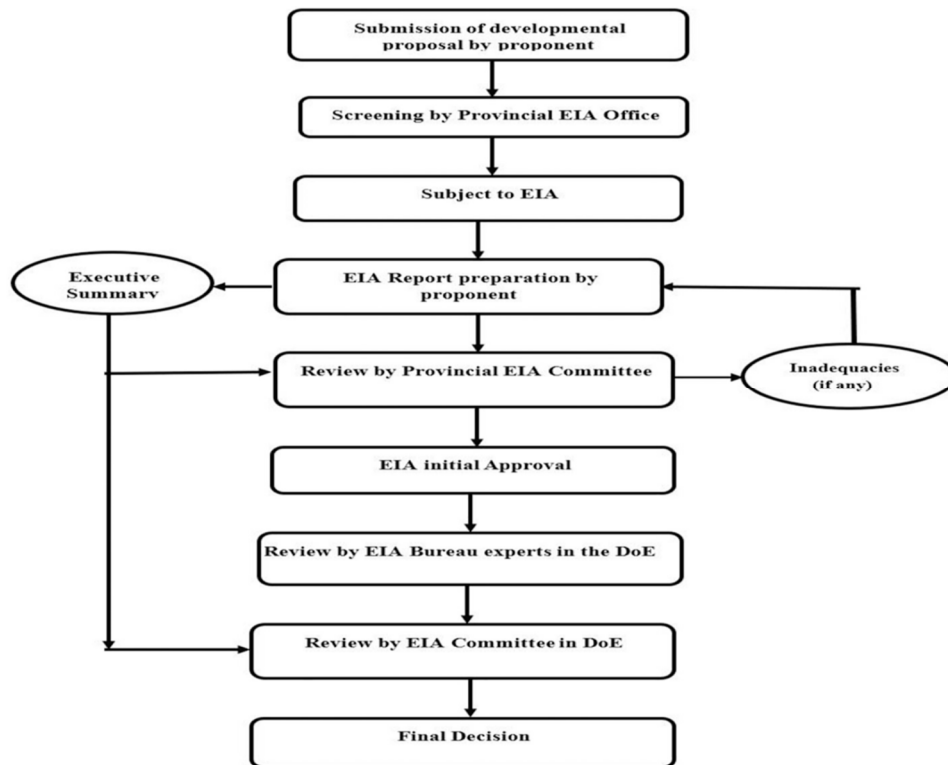 Submission of developmental
proposal by proponent
Screening by Provincial EIA Office
Subject to EIA
Executive
Summary
EIA Report preparation by
proponent
Review by Provincial EIA Committee
Inadequacies
(if any)
EIA initial Approval
Review by EIA Bureau experts in the DoE
Review by EIA Committee in DoE
Final Decision